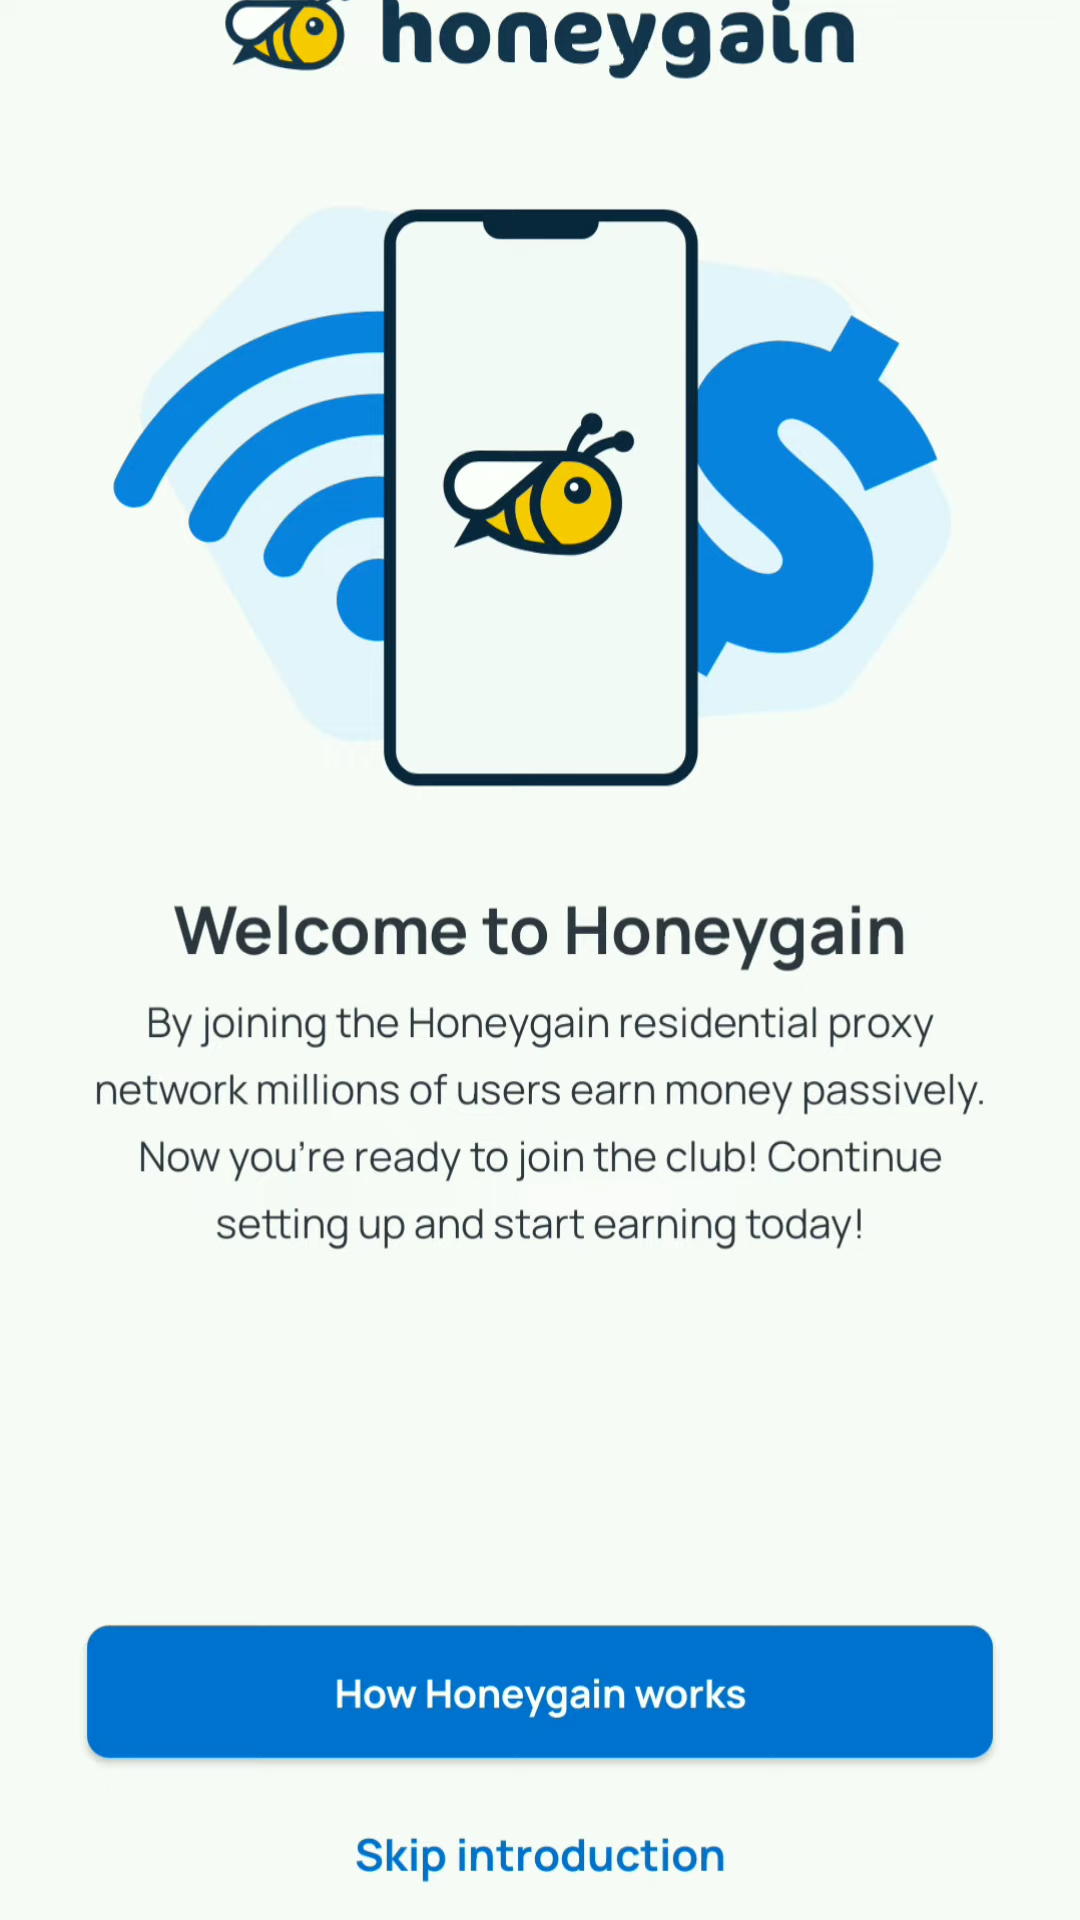 honeygain
Welcome to Honeygain
By joining the Honeygain residential proxy
network millions of users earn money passively.
Now you’re ready to join the club! Continue
setting up and start earning today!
How Honeygain works
Skip introduction